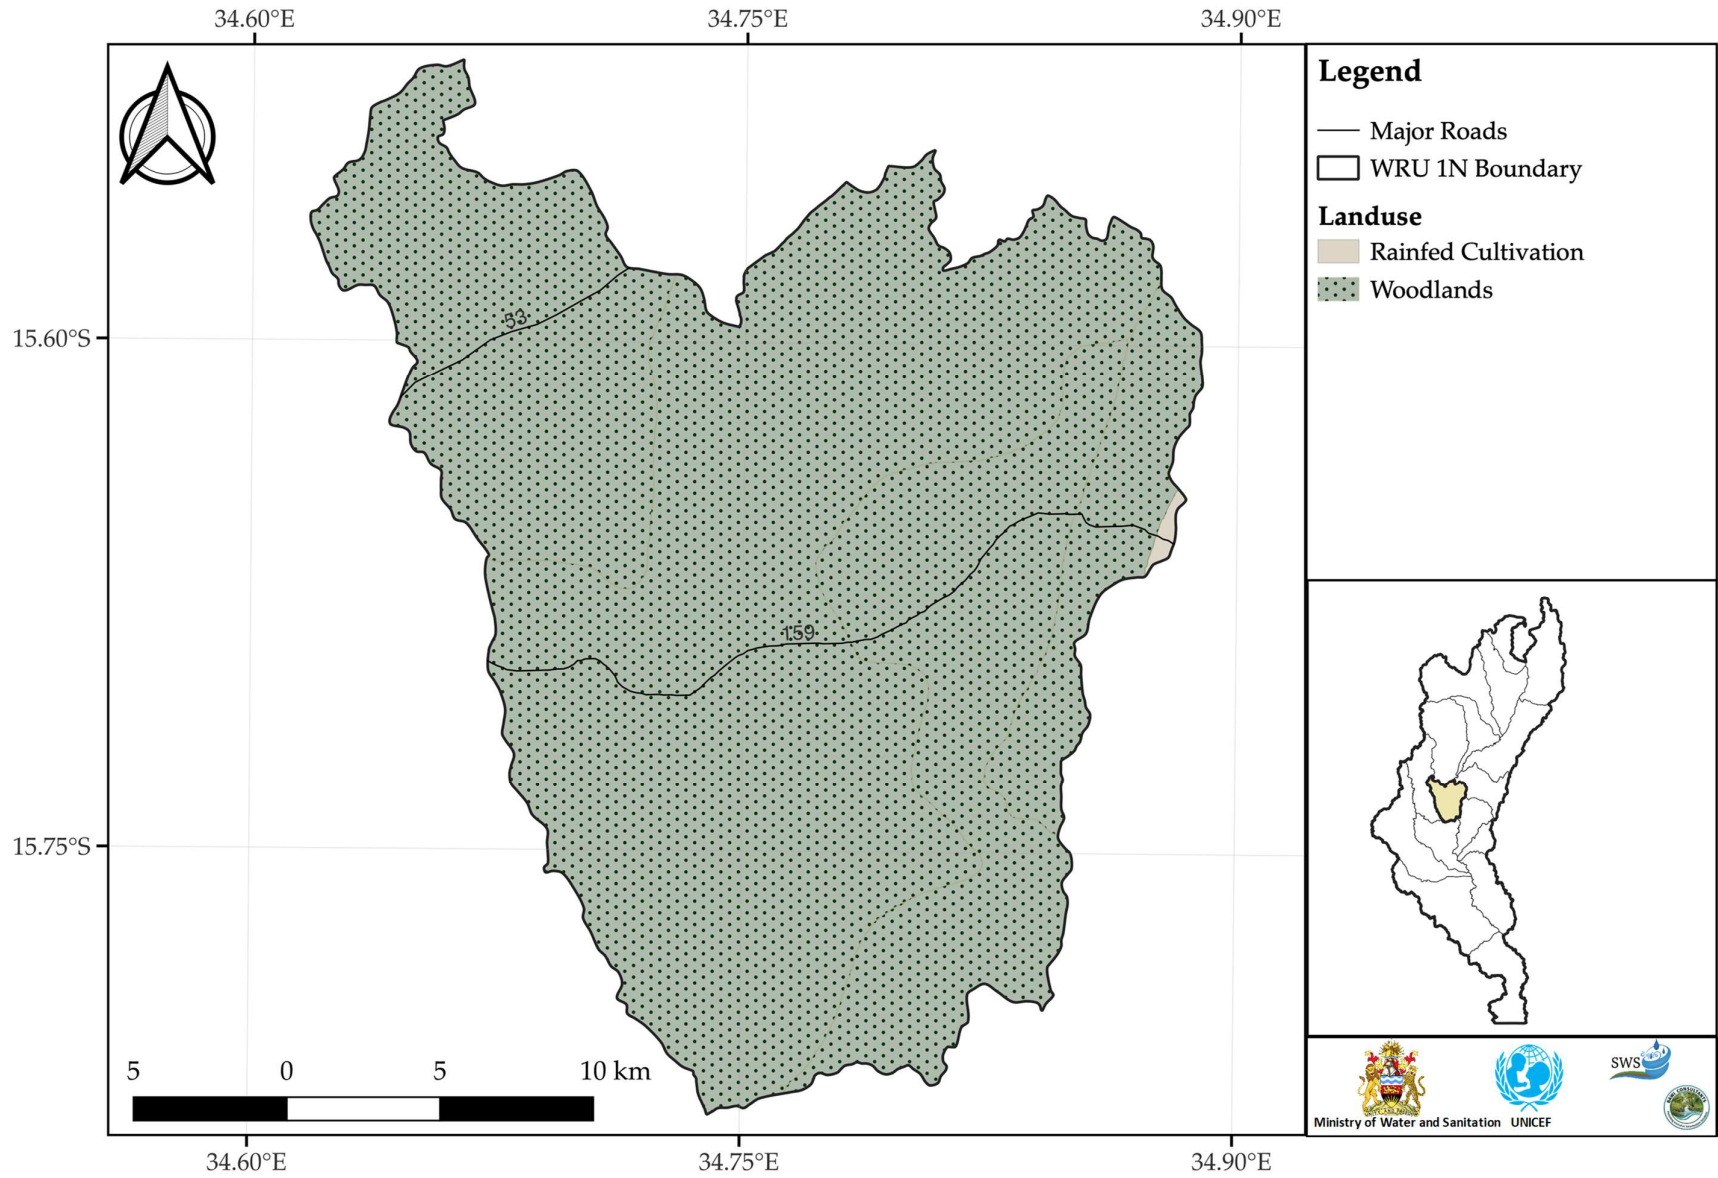 34.60°E 34.75°E 34.90°E
Legend
Major Roads
WRU 1N Boundary
Landuse
Rainfed Cultivation
Woodlands
53
15.60°S
159
15.75°S
5 0 5 10 km
SWS
Ministry of Water and Sanitation UNICEF
34.60°E 34.75°E 34.90°E